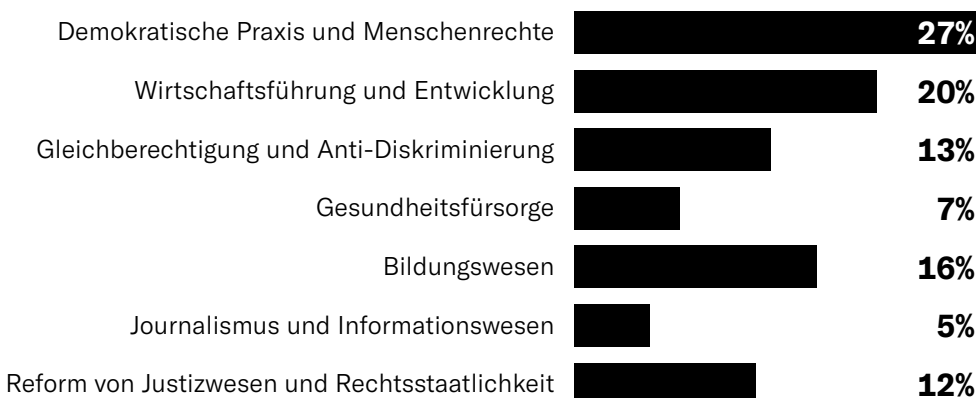 Demokratische Praxis und Menschenrechte 27%
Wirtschaftsführung und Entwicklung 20%
Gleichberechtigung und Anti-Diskriminierung 13%
Gesundheitsfürsorge 7%
Bildungswesen 16%
Journalismus und Informationswesen 5%
Reform von Justizwesen und Rechtsstaatlichkeit 12%